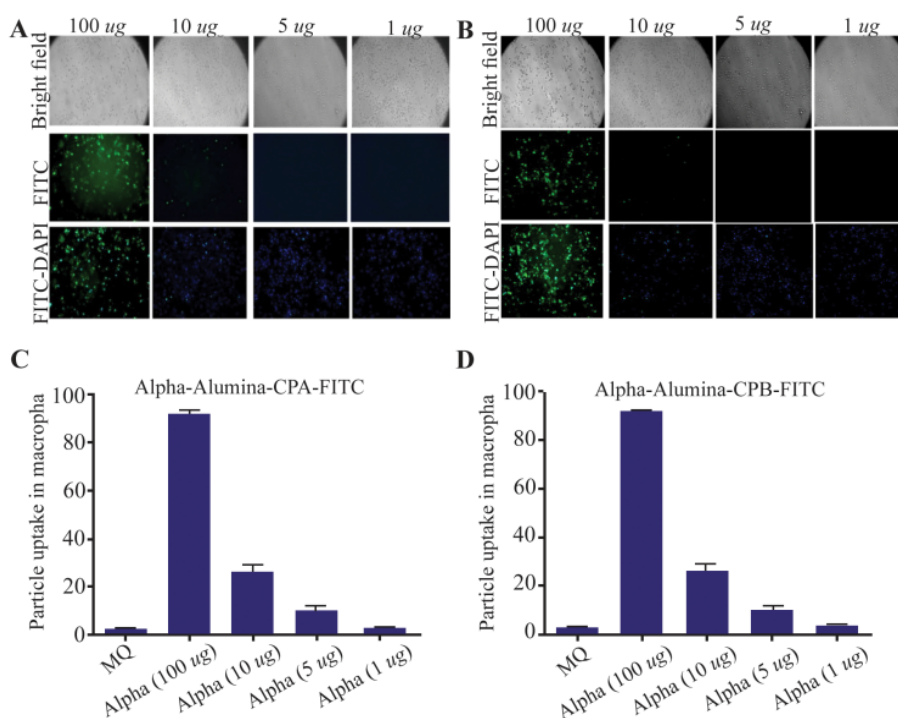 A
100 ug
10 ug
5 ug
1 ug
Bright field
FITC
FITC-DAPI
B
100 ug
10 ug
5 ug
1 ug
Bright field
FITC
FITC-DAPI
C
Alpha-Alumina-CPA-FITC
Particle uptake in macropha
100
80
60
40
20
0
MQ
Alpha (100 ug)
Alpha (10 ug)
Alpha (5 ug)
Alpha (1 ug)
D
Alpha-Alumina-CPB-FITC
Particle uptake in macropha
100
80
60
40
20
0
MQ
Alpha (100 ug)
Alpha (10 ug)
Alpha (5 ug)
Alpha (1 ug)